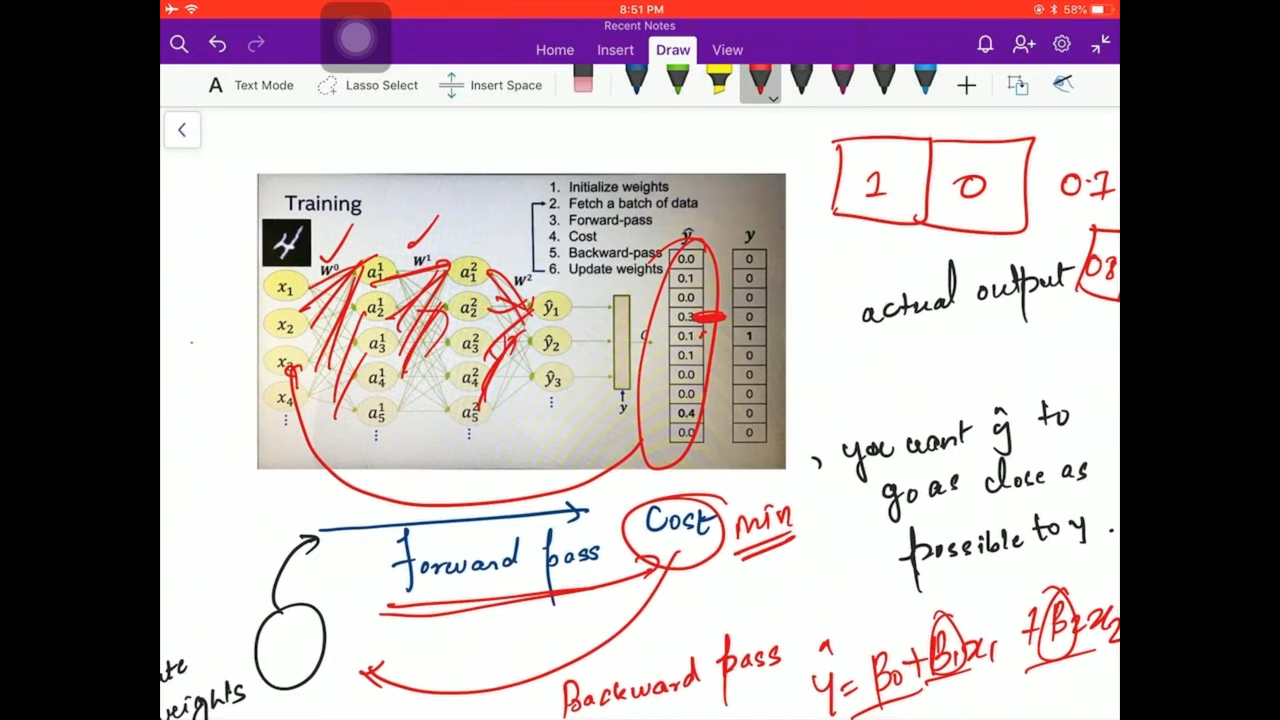 8:51 PM
58%
Recent Notes
Home Insert Draw View
A Text Mode Lasso Select Insert Space
Training
1. Initialize weights
2. Fetch a batch of data
3. Forward-pass
4. Cost
5. Backward-pass
6. Update weights
W⁰ W¹ W²
x₁ a₁¹ a₁² ŷ₁
x₂ a₂¹ a₂² ŷ₂
x₃ a₃¹ a₃² ŷ₃
x₄ a₄¹ a₄²
a₅¹ a₅²
C
y
ŷ y
0.0 0
0.1 0
0.0 0
0.3 0
0.1 1
0.1 0
0.0 0
0.0 0
0.4 0
0.0 0
1 0 0.7
actual output 0.8
, you want ŷ to
go as close as
possible to y.
Cost min
Forward pass
Backward pass
ŷ = β₀ + β₁x₁ + β₂x₂
weights